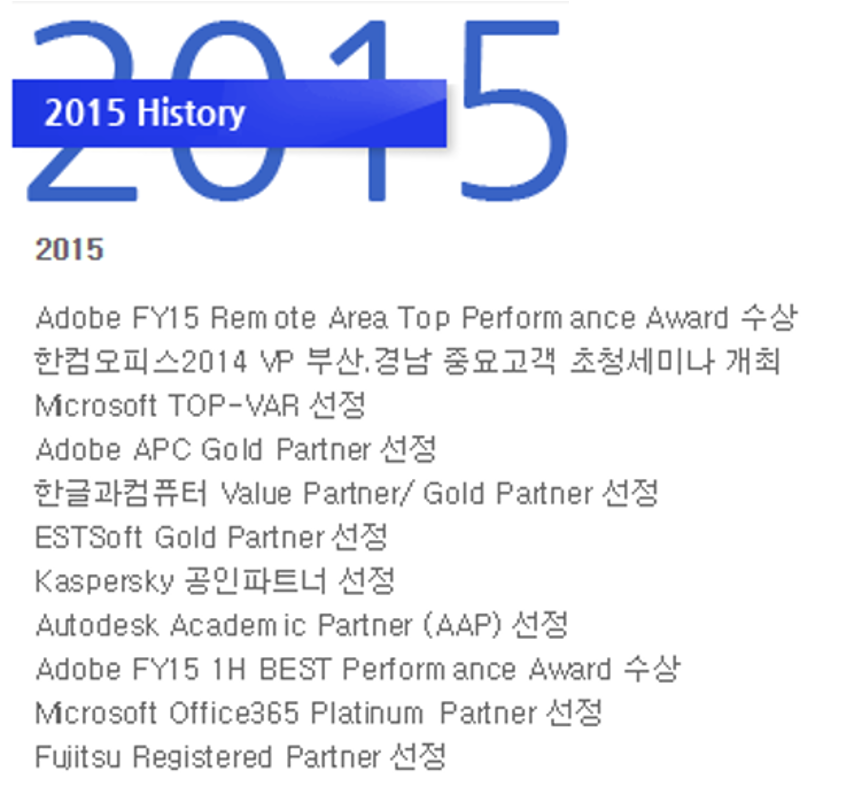 2015
2015 History
2015
Adobe FY15 Remote Area Top Performance Award 수상
한컴오피스2014 VP 부산.경남 중요고객 초청세미나 개최
Microsoft TOP-VAR 선정
Adobe APC Gold Partner 선정
한글과컴퓨터 Value Partner/ Gold Partner 선정
ESTSoft Gold Partner 선정
Kaspersky 공인파트너 선정
Autodesk Academic Partner (AAP) 선정
Adobe FY15 1H BEST Performance Award 수상
Microsoft Office365 Platinum Partner 선정
Fujitsu Registered Partner 선정